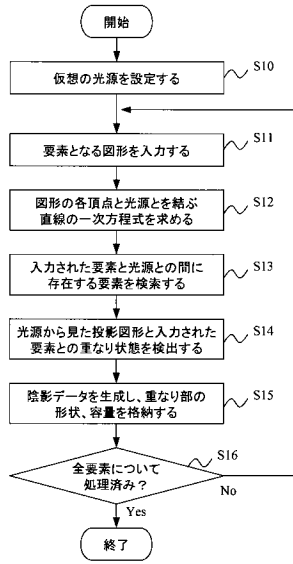 開始
仮想の光源を設定する
S10
要素となる図形を入力する
S11
図形の各頂点と光源とを結ぶ
直線の一次方程式を求める
S12
入力された要素と光源との間に
存在する要素を検索する
S13
光源から見た投影図形と入力された
要素との重なり状態を検出する
S14
陰影データを生成し、重なり部の
形状、容量を格納する
S15
全要素について
処理済み？
S16
No
Yes
終了